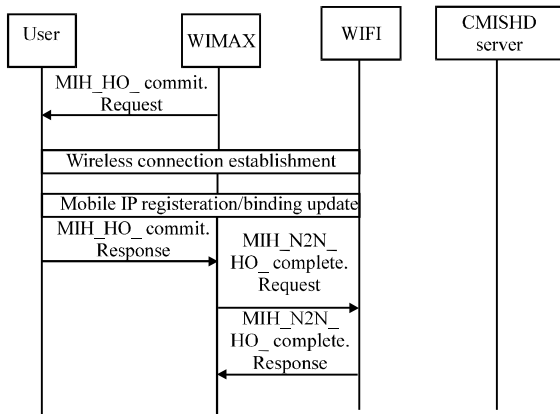 User
WIMAX
WIFI
CMISHD
server
MIH_HO_ commit.
Request
Wireless connection establishment
Mobile IP registeration/binding update
MIH_HO_ commit.
Response
MIH_N2N_
HO_ complete.
Request
MIH_N2N_
HO_ complete.
Response